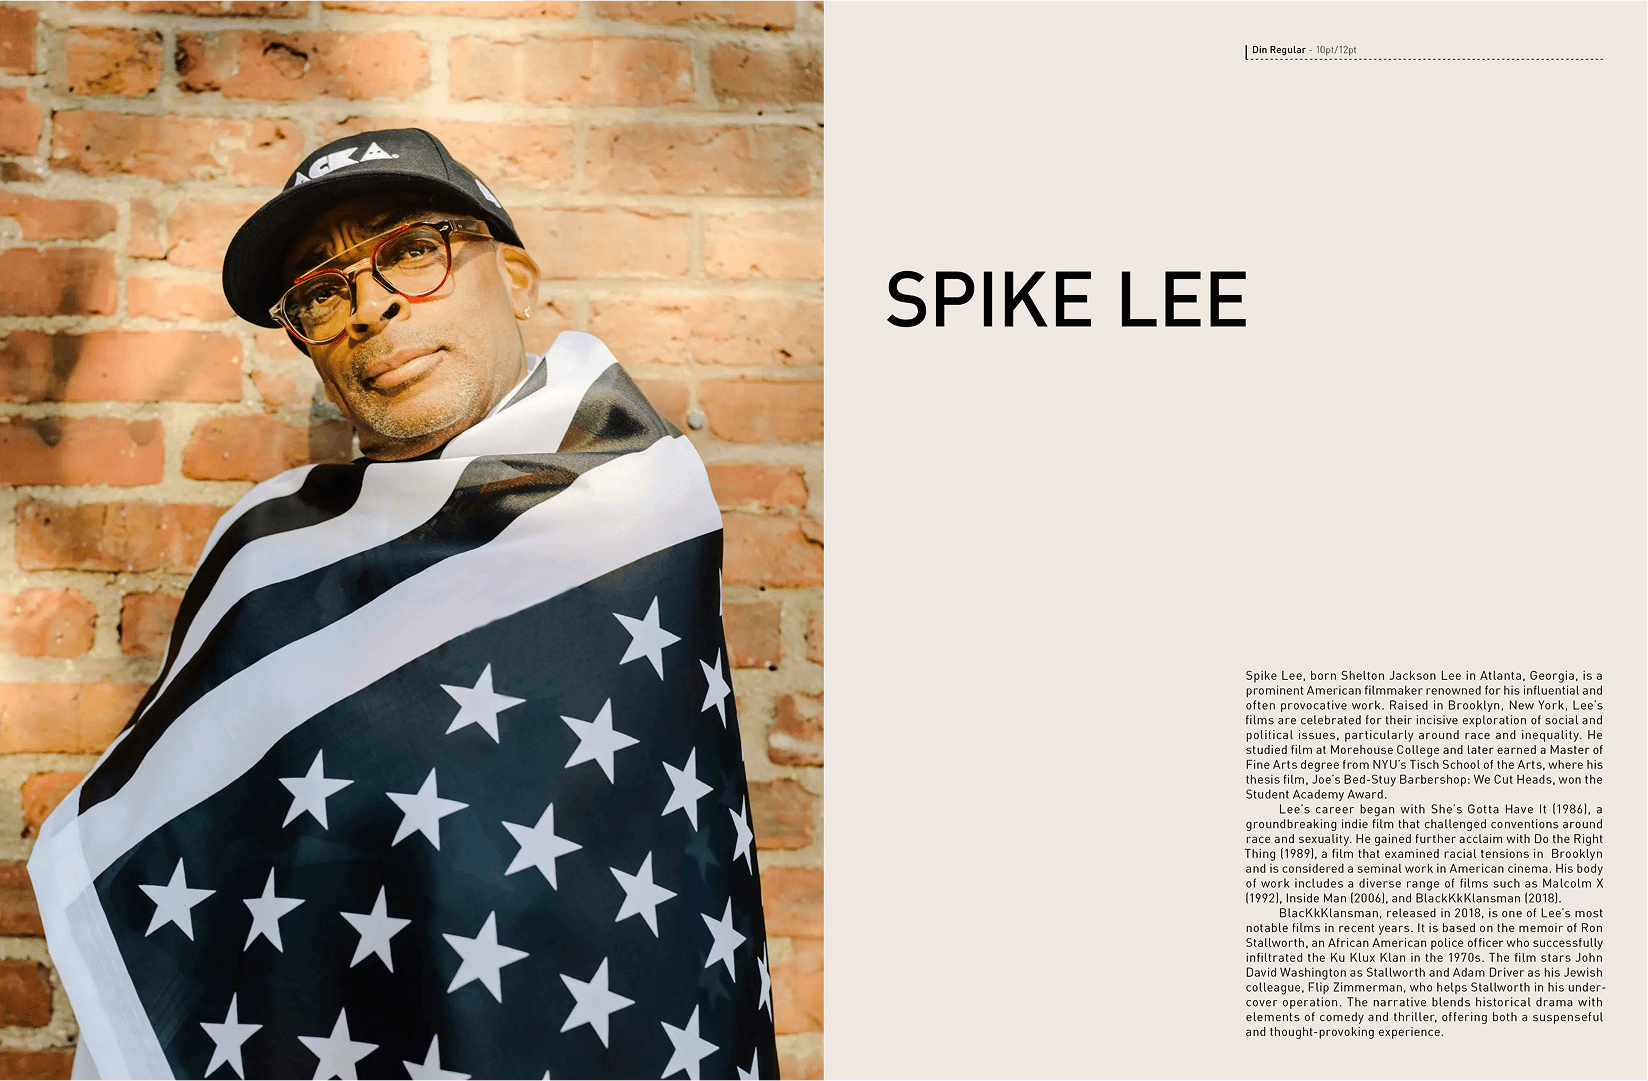 ACKA.
Din Regular - 10pt/12pt
SPIKE LEE
Spike Lee, born Shelton Jackson Lee in Atlanta, Georgia, is a
prominent American filmmaker renowned for his influential and
often provocative work. Raised in Brooklyn, New York, Lee's
films are celebrated for their incisive exploration of social and
political issues, particularly around race and inequality. He
studied film at Morehouse College and later earned a Master of
Fine Arts degree from NYU's Tisch School of the Arts, where his
thesis film, Joe's Bed-Stuy Barbershop: We Cut Heads, won the
Student Academy Award.
Lee's career began with She's Gotta Have It (1986), a
groundbreaking indie film that challenged conventions around
race and sexuality. He gained further acclaim with Do the Right
Thing (1989), a film that examined racial tensions in Brooklyn
and is considered a seminal work in American cinema. His body
of work includes a diverse range of films such as Malcolm X
(1992), Inside Man (2006), and BlackKkKlansman (2018).
BlacKkKlansman, released in 2018, is one of Lee's most
notable films in recent years. It is based on the memoir of Ron
Stallworth, an African American police officer who successfully
infiltrated the Ku Klux Klan in the 1970s. The film stars John
David Washington as Stallworth and Adam Driver as his Jewish
colleague, Flip Zimmerman, who helps Stallworth in his under-
cover operation. The narrative blends historical drama with
elements of comedy and thriller, offering both a suspenseful
and thought-provoking experience.